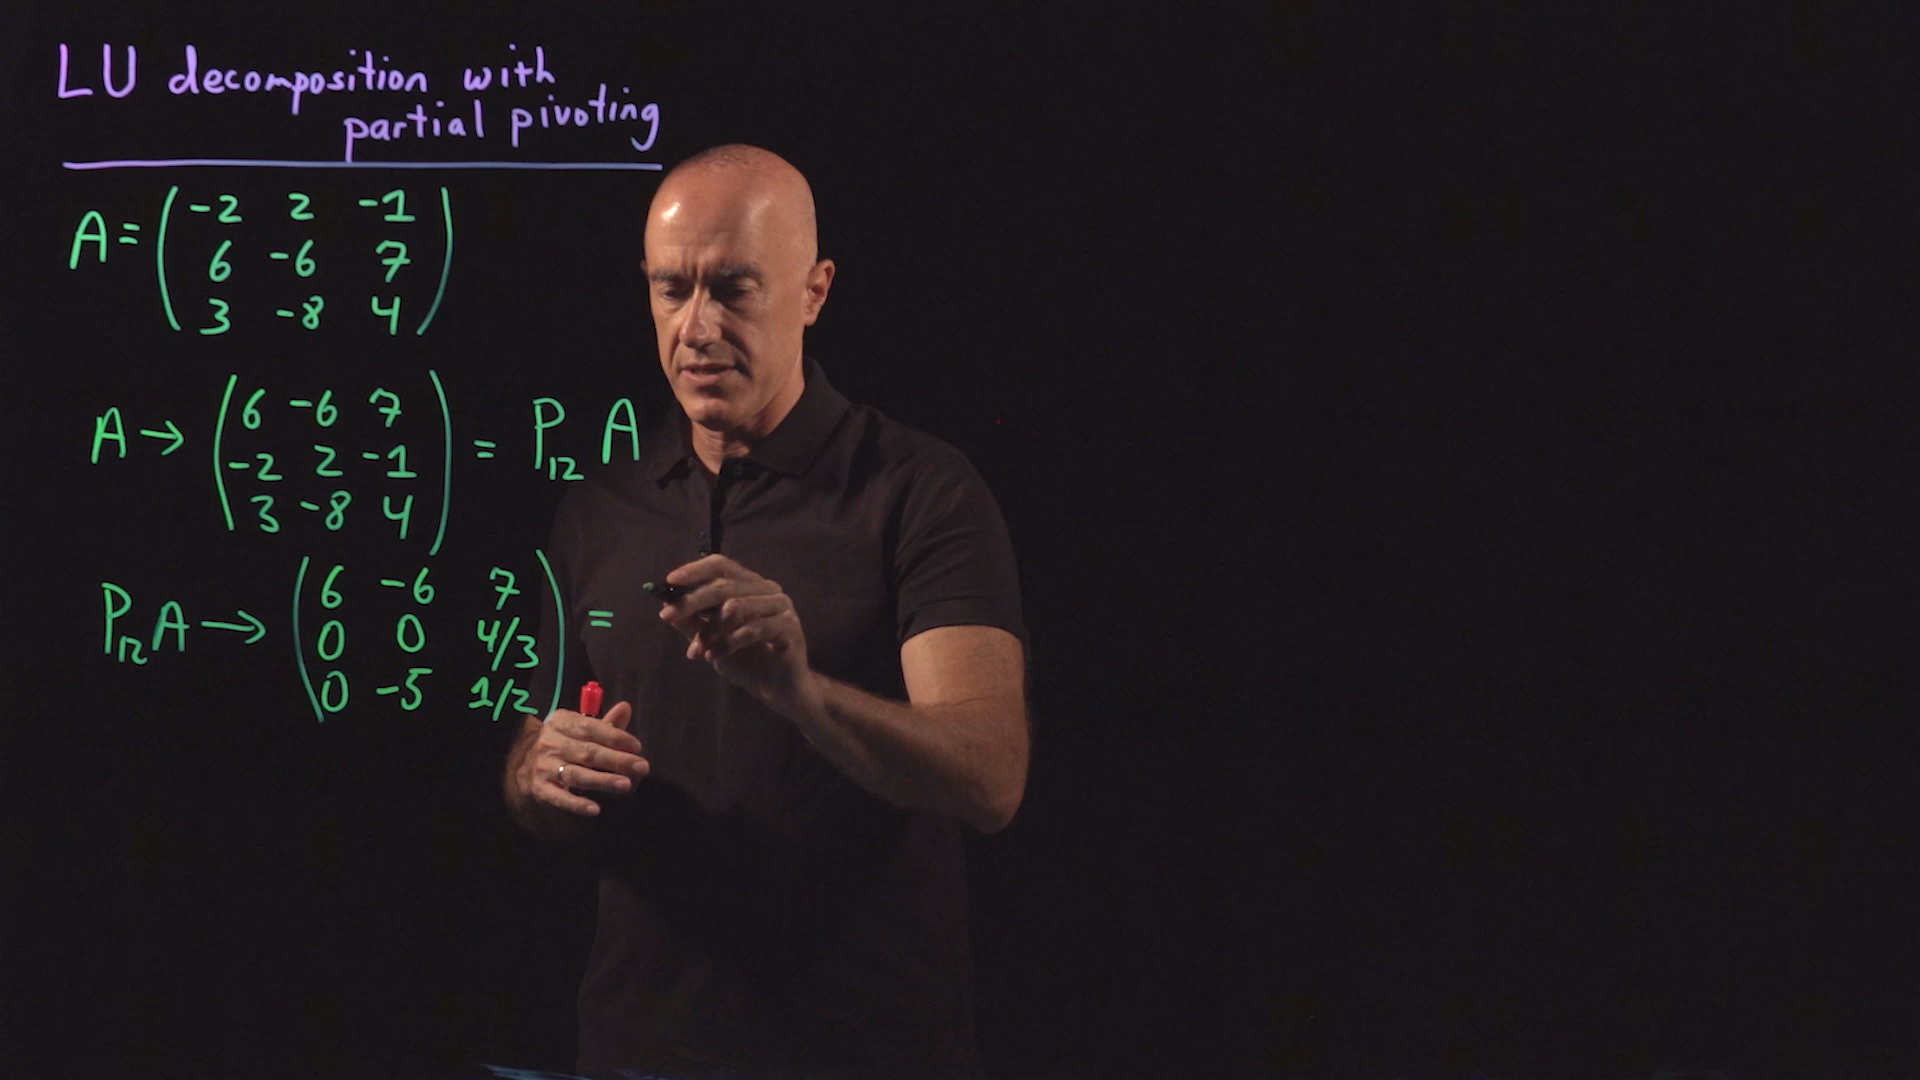 LU decomposition with
partial pivoting
A = ( -2 2 -1
6 -6 7
3 -8 4 )
A → ( 6 -6 7
-2 2 -1
3 -8 4 ) = P₁₂ A
P₁₂A → ( 6 -6 7
0 0 4/3
0 -5 1/2 ) =